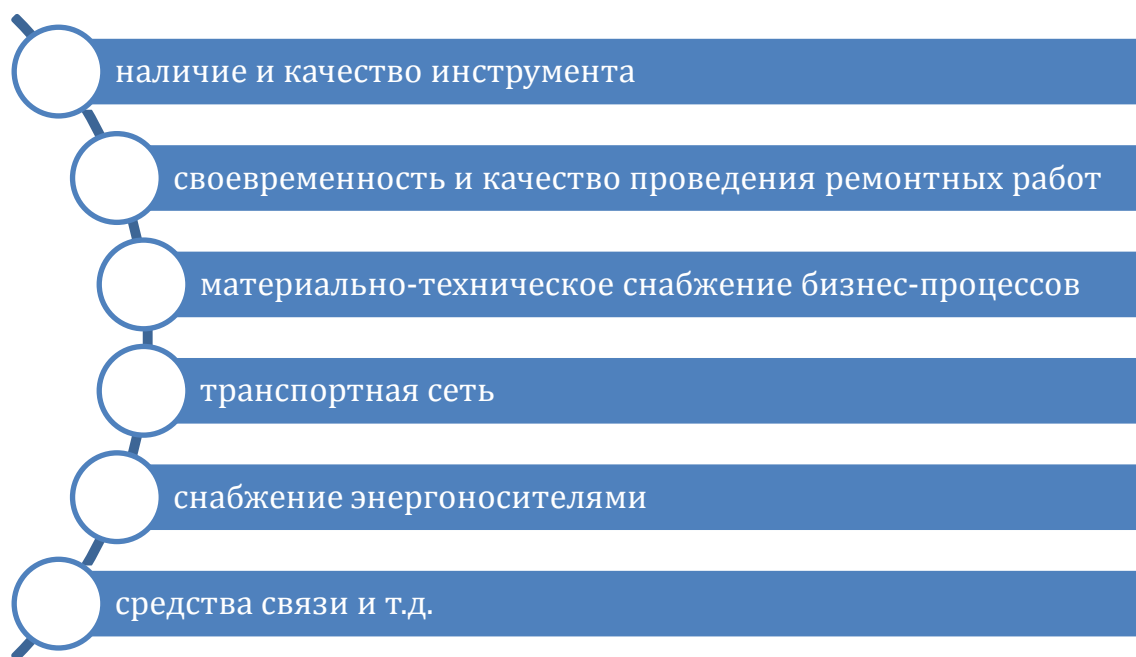 наличие и качество инструмента
своевременность и качество проведения ремонтных работ
материально-техническое снабжение бизнес-процессов
транспортная сеть
снабжение энергоносителями
средства связи и т.д.